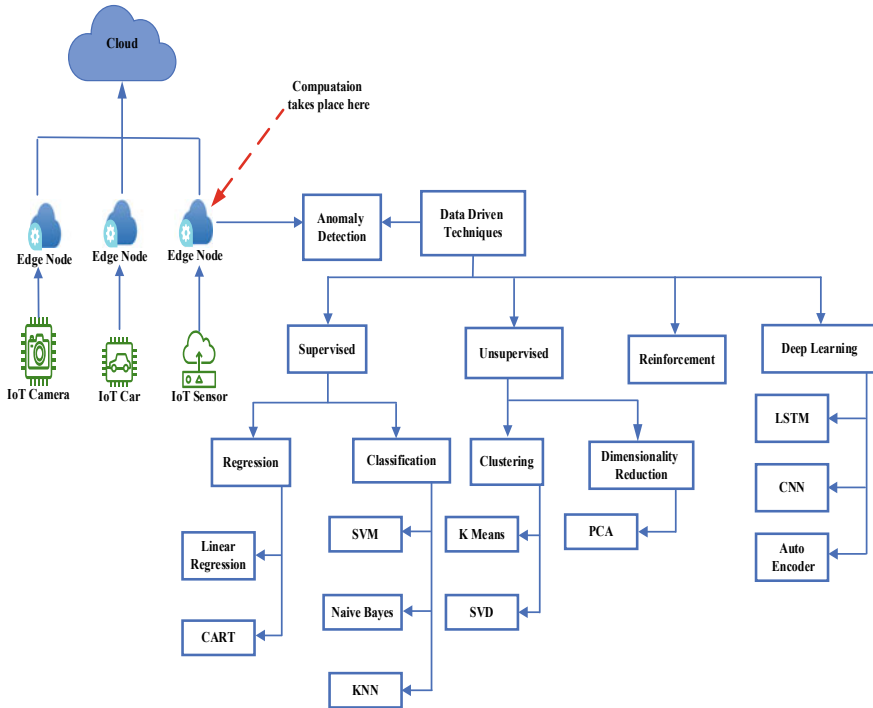 Cloud
Compuataion
takes place here
Edge Node
Edge Node
Edge Node
Anomaly
Detection
Data Driven
Techniques
IoT Camera
IoT Car
IoT Sensor
Supervised
Unsupervised
Reinforcement
Deep Learning
Regression
Classification
Clustering
Dimensionality
Reduction
LSTM
CNN
Auto
Encoder
Linear
Regression
CART
SVM
Naive Bayes
KNN
K Means
SVD
PCA